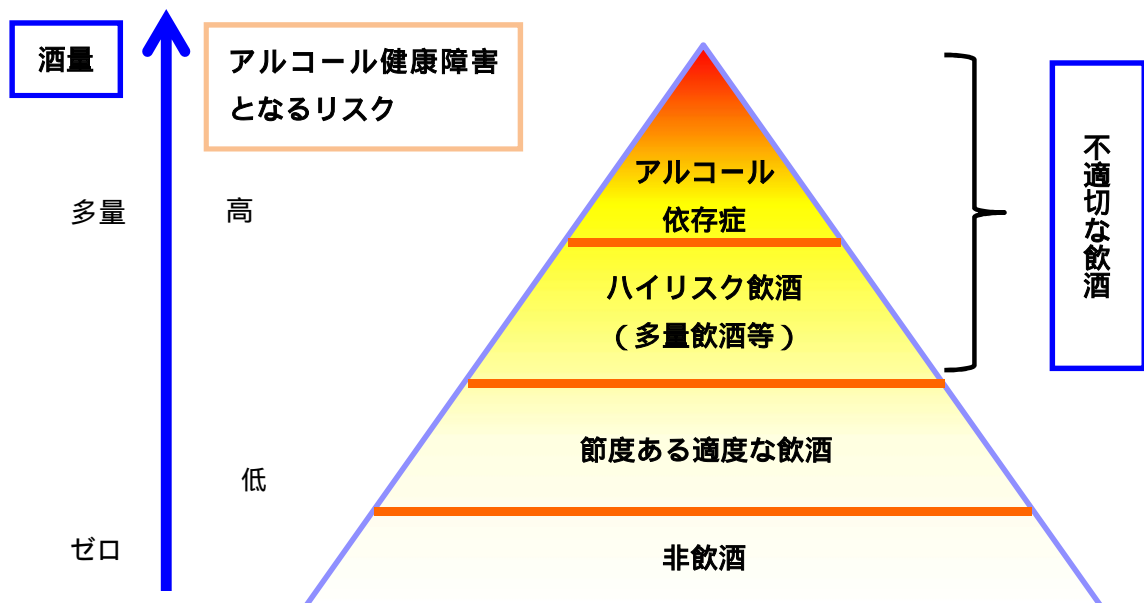 酒量
アルコール健康障害
となるリスク
多量
高
低
ゼロ
アルコール
依存症
ハイリスク飲酒
（多量飲酒等）
節度ある適度な飲酒
非飲酒
不適切な飲酒